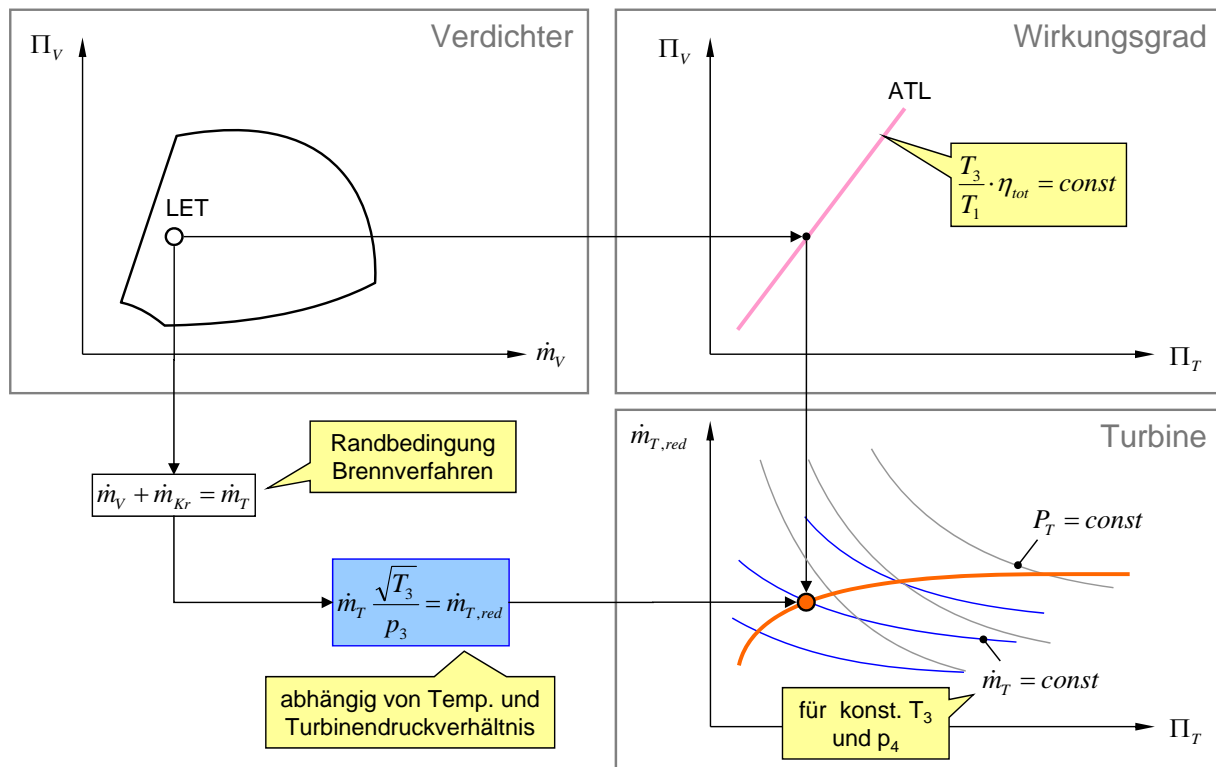 Verdichter
Π_V
LET
ṁ_V
Wirkungsgrad
Π_V
ATL
T_3/T_1 · η_tot = const
Π_T
Randbedingung
Brennverfahren
ṁ_V + ṁ_Kr = ṁ_T
ṁ_T √T_3/p_3 = ṁ_T,red
abhängig von Temp. und
Turbinendruckverhältnis
Turbine
ṁ_T,red
P_T = const
ṁ_T = const
für konst. T_3
und p_4
Π_T